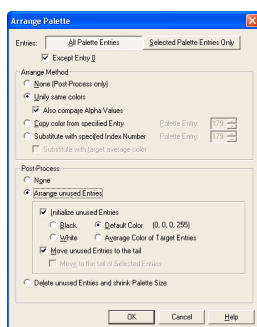 Arrange Palette
Entries: All Palette Entries Selected Palette Entries Only
Except Entry 0
Arrange Method
None (Post-Process only)
Unify same colors
Also compare Alpha Values
Copy color from specified Entry Palette Entry: 179
Substitute with specified Index Number Palette Entry: 179
Substitute with target average color
Post-Process
None
Arrange unused Entries
Initialize unused Entries
Black Default Color (0, 0, 0, 255)
White Average Color of Target Entries
Move unused Entries to the tail
Move to the tail of Selected Entries
Delete unused Entries and shrink Palette Size
OK Cancel Help